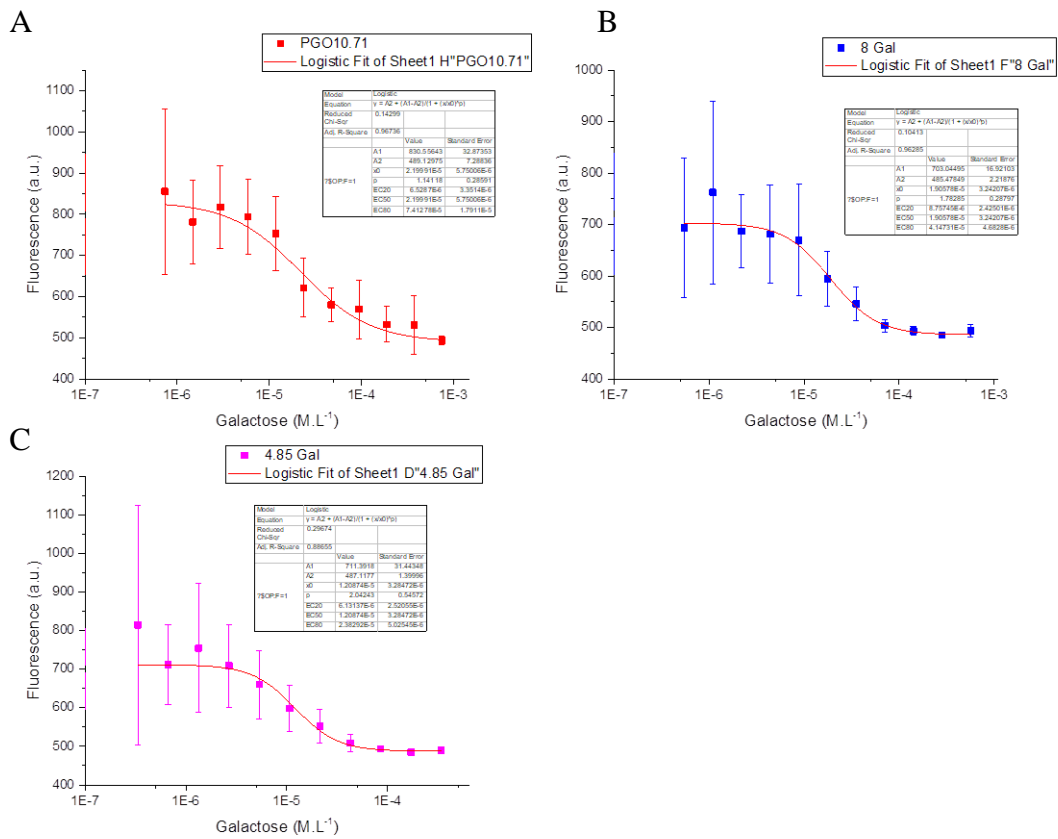 A
PGO10.71
Logistic Fit of Sheet1 H"PGO10.71"
Model Logistic
Equation y = A2 + (A1-A2)/(1 + (x/x0)^p)
Reduced Chi-Sqr 0.14299
Adj. R-Square 0.96736
Value Standard Error
?$OP:F=1
A1 830.55643 32.87353
A2 489.12975 7.28836
x0 2.19991E-5 5.75006E-6
p 1.14118 0.28591
EC20 6.5287E-6 3.3514E-6
EC50 2.19991E-5 5.75006E-6
EC80 7.41278E-5 1.7911E-5
Fluorescence (a.u.)
1100
1000
900
800
700
600
500
400
1E-7 1E-6 1E-5 1E-4 1E-3
Galactose (M.L-1)
B
8 Gal
Logistic Fit of Sheet1 F"8 Gal"
Model Logistic
Equation y = A2 + (A1-A2)/(1 + (x/x0)^p)
Reduced Chi-Sqr 0.10413
Adj. R-Square 0.96285
Value Standard Error
?$OP:F=1
A1 703.04495 16.92103
A2 485.47849 2.21876
x0 1.90578E-5 3.24207E-6
p 1.78285 0.28797
EC20 8.75745E-6 2.42501E-6
EC50 1.90578E-5 3.24207E-6
EC80 4.14731E-5 4.6828E-6
Fluorescence (a.u.)
1000
900
800
700
600
500
400
1E-7 1E-6 1E-5 1E-4 1E-3
Galactose (M.L-1)
C
4.85 Gal
Logistic Fit of Sheet1 D"4.85 Gal"
Model Logistic
Equation y = A2 + (A1-A2)/(1 + (x/x0)^p)
Reduced Chi-Sqr 0.29674
Adj. R-Square 0.88655
Value Standard Error
?$OP:F=1
A1 711.3918 31.44348
A2 487.1177 1.39996
x0 1.20874E-5 3.28472E-6
p 2.04243 0.54572
EC20 6.13137E-6 2.52055E-6
EC50 1.20874E-5 3.28472E-6
EC80 2.38292E-5 5.02545E-6
Fluorescence (a.u.)
1200
1100
1000
900
800
700
600
500
400
1E-7 1E-6 1E-5 1E-4
Galactose (M.L-1)